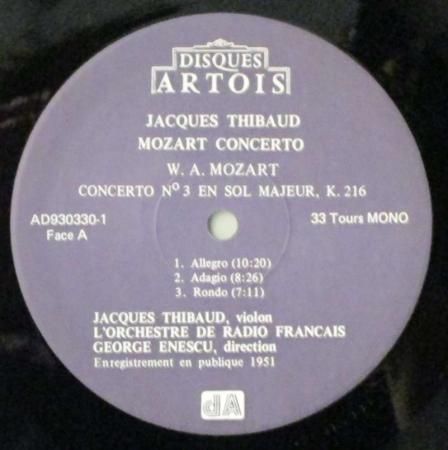 DISQUES
ARTOIS
JACQUES THIBAUD
MOZART CONCERTO
W. A. MOZART
CONCERTO Nº 3 EN SOL MAJEUR, K. 216
AD930330-1
Face A
33 Tours MONO
1. Allegro (10:20)
2. Adagio (8:26)
3. Rondo (7:11)
JACQUES THIBAUD, violon
L'ORCHESTRE DE RADIO FRANCAIS
GEORGE ENESCU, direction
Enregistrement en publique 1951
dA